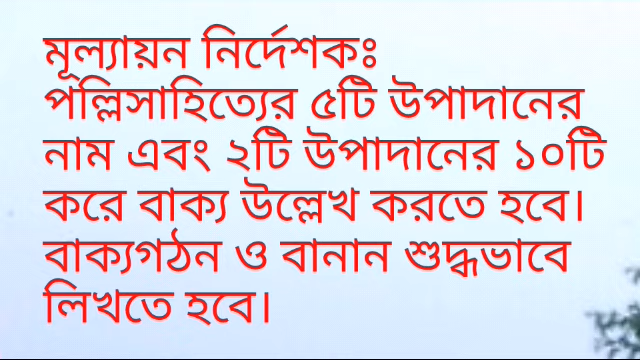 মূল্যায়ন নির্দেশকঃ
পল্লিসাহিত্যের ৫টি উপাদানের
নাম এবং ২টি উপাদানের ১০টি
করে বাক্য উল্লেখ করতে হবে।
বাক্যগঠন ও বানান শুদ্ধভাবে
লিখতে হবে।